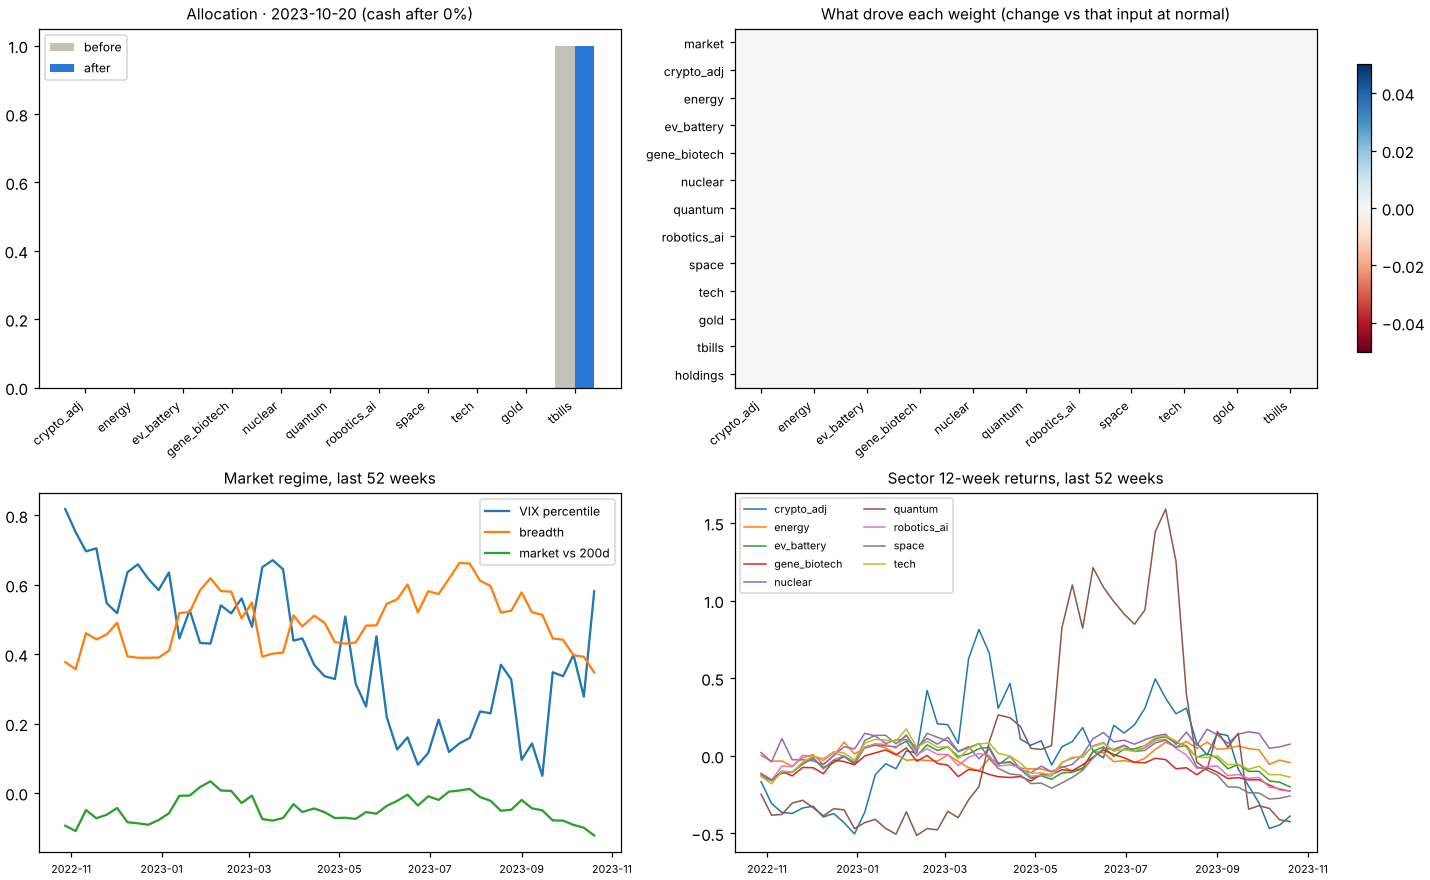 Allocation · 2023-10-20 (cash after 0%)
before
after
1.0
0.8
0.6
0.4
0.2
0.0
crypto_adj
energy
ev_battery
gene_biotech
nuclear
quantum
robotics_ai
space
tech
gold
tbills
What drove each weight (change vs that input at normal)
market
crypto_adj
energy
ev_battery
gene_biotech
nuclear
quantum
robotics_ai
space
tech
gold
tbills
holdings
crypto_adj
energy
ev_battery
gene_biotech
nuclear
quantum
robotics_ai
space
tech
gold
tbills
0.04
0.02
0.00
−0.02
−0.04
Market regime, last 52 weeks
VIX percentile
breadth
market vs 200d
0.8
0.6
0.4
0.2
0.0
2022-11
2023-01
2023-03
2023-05
2023-07
2023-09
2023-11
Sector 12-week returns, last 52 weeks
crypto_adj
energy
ev_battery
gene_biotech
nuclear
quantum
robotics_ai
space
tech
1.5
1.0
0.5
0.0
−0.5
2022-11
2023-01
2023-03
2023-05
2023-07
2023-09
2023-11